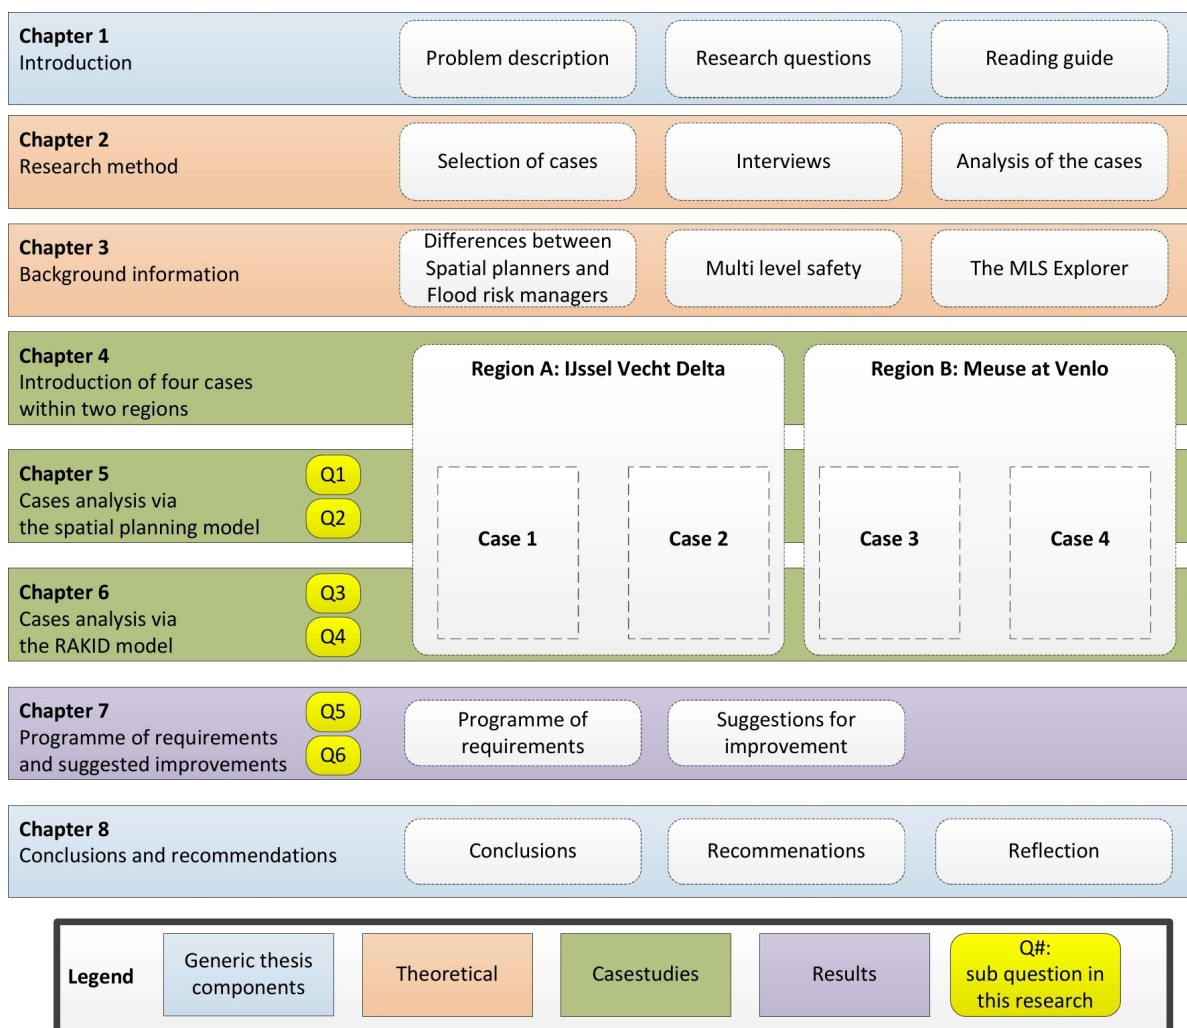 Chapter 1
Introduction
Problem description
Research questions
Reading guide
Chapter 2
Research method
Selection of cases
Interviews
Analysis of the cases
Chapter 3
Background information
Differences between
Spatial planners and
Flood risk managers
Multi level safety
The MLS Explorer
Chapter 4
Introduction of four cases
within two regions
Region A: IJssel Vecht Delta
Region B: Meuse at Venlo
Chapter 5
Cases analysis via
the spatial planning model
Q1
Q2
Case 1
Case 2
Case 3
Case 4
Chapter 6
Cases analysis via
the RAKID model
Q3
Q4
Chapter 7
Programme of requirements
and suggested improvements
Q5
Q6
Programme of
requirements
Suggestions for
improvement
Chapter 8
Conclusions and recommendations
Conclusions
Recommenations
Reflection
Legend
Generic thesis
components
Theoretical
Casestudies
Results
Q#:
sub question in
this research